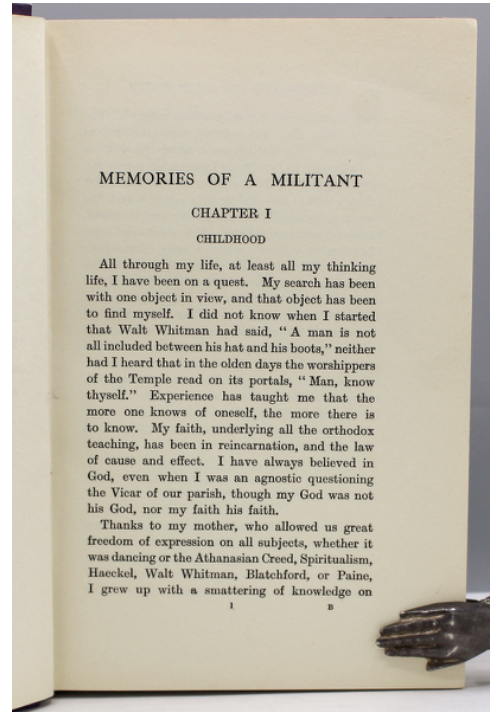 MEMORIES OF A MILITANT
CHAPTER I
CHILDHOOD
All through my life, at least all my thinking
life, I have been on a quest. My search has been
with one object in view, and that object has been
to find myself. I did not know when I started
that Walt Whitman had said, “ A man is not
all included between his hat and his boots,” neither
had I heard that in the olden days the worshippers
of the Temple read on its portals, “ Man, know
thyself.” Experience has taught me that the
more one knows of oneself, the more there is
to know. My faith, underlying all the orthodox
teaching, has been in reincarnation, and the law
of cause and effect. I have always believed in
God, even when I was an agnostic questioning
the Vicar of our parish, though my God was not
his God, nor my faith his faith.
Thanks to my mother, who allowed us great
freedom of expression on all subjects, whether it
was dancing or the Athanasian Creed, Spiritualism,
Haeckel, Walt Whitman, Blatchford, or Paine,
I grew up with a smattering of knowledge on
1 B